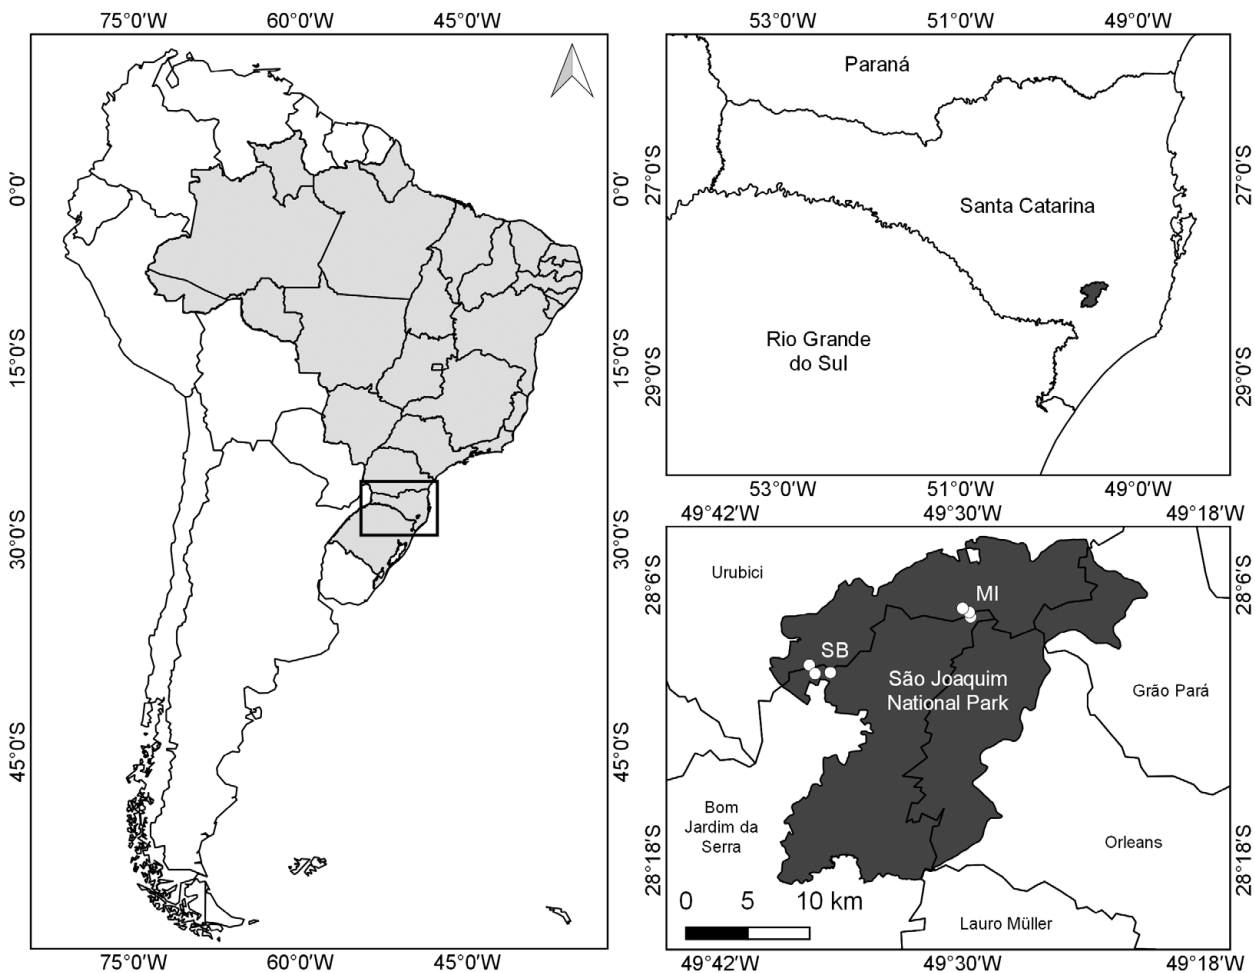 75°0'W 60°0'W 45°0'W
0°0'
15°0'S
30°0'S
45°0'S
0°0'
15°0'S
30°0'S
45°0'S
75°0'W 60°0'W 45°0'W
53°0'W 51°0'W 49°0'W
Paraná
27°0'S
27°0'S
Santa Catarina
Rio Grande
do Sul
29°0'S
29°0'S
53°0'W 51°0'W 49°0'W
49°42'W 49°30'W 49°18'W
Urubici
28°6'S
28°6'S
MI
SB
São Joaquim
National Park
Grão Pará
Bom
Jardim da
Serra
Orleans
28°18'S
28°18'S
0 5 10 km
Lauro Müller
49°42'W 49°30'W 49°18'W